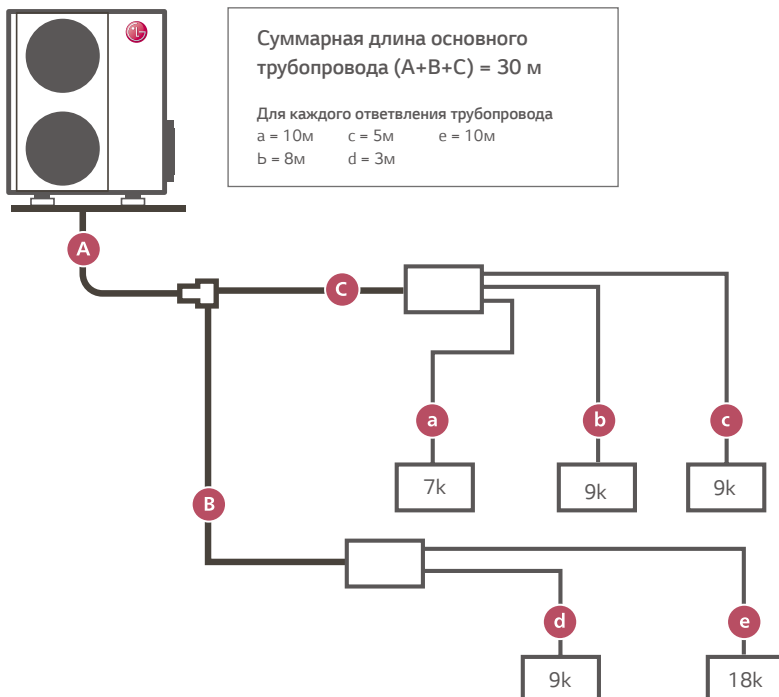 LG
Суммарная длина основного
трубопровода (A+B+C) = 30 м
Для каждого ответвления трубопровода
a = 10м c = 5м e = 10м
b = 8м d = 3м
A
C
a
b
c
7k
9k
9k
B
d
e
9k
18k